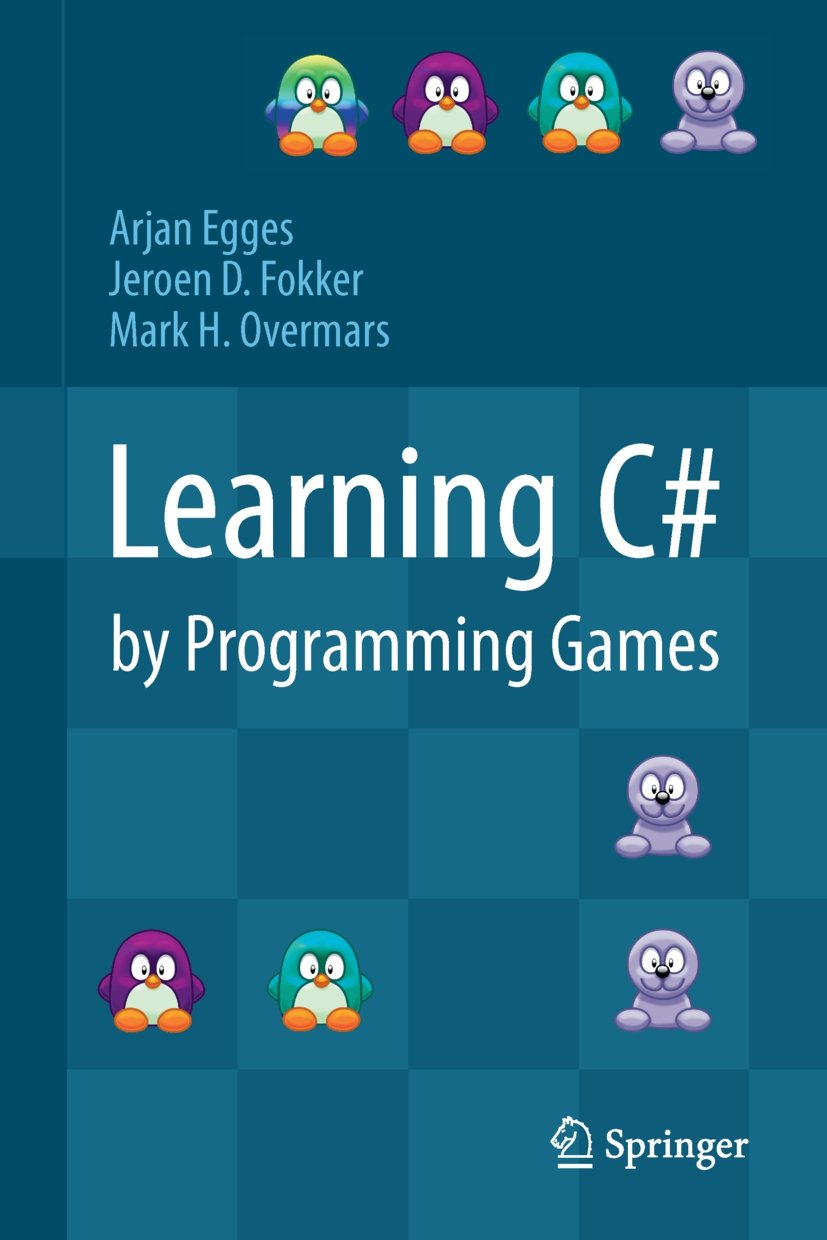 Arjan Egges
Jeroen D. Fokker
Mark H. Overmars
Learning C#
by Programming Games
Springer